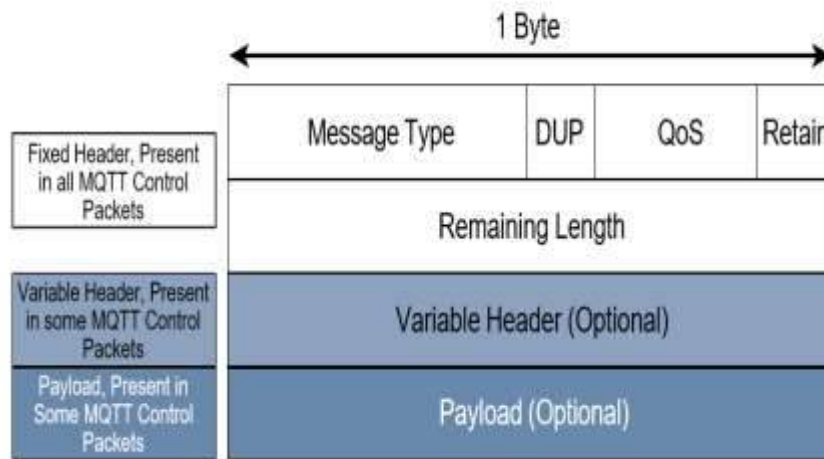 1 Byte
Message Type DUP QoS Retain
Fixed Header, Present
in all MQTT Control
Packets
Remaining Length
Variable Header, Present
in some MQTT Control
Packets
Variable Header (Optional)
Payload, Present in
Some MQTT Control
Packets
Payload (Optional)